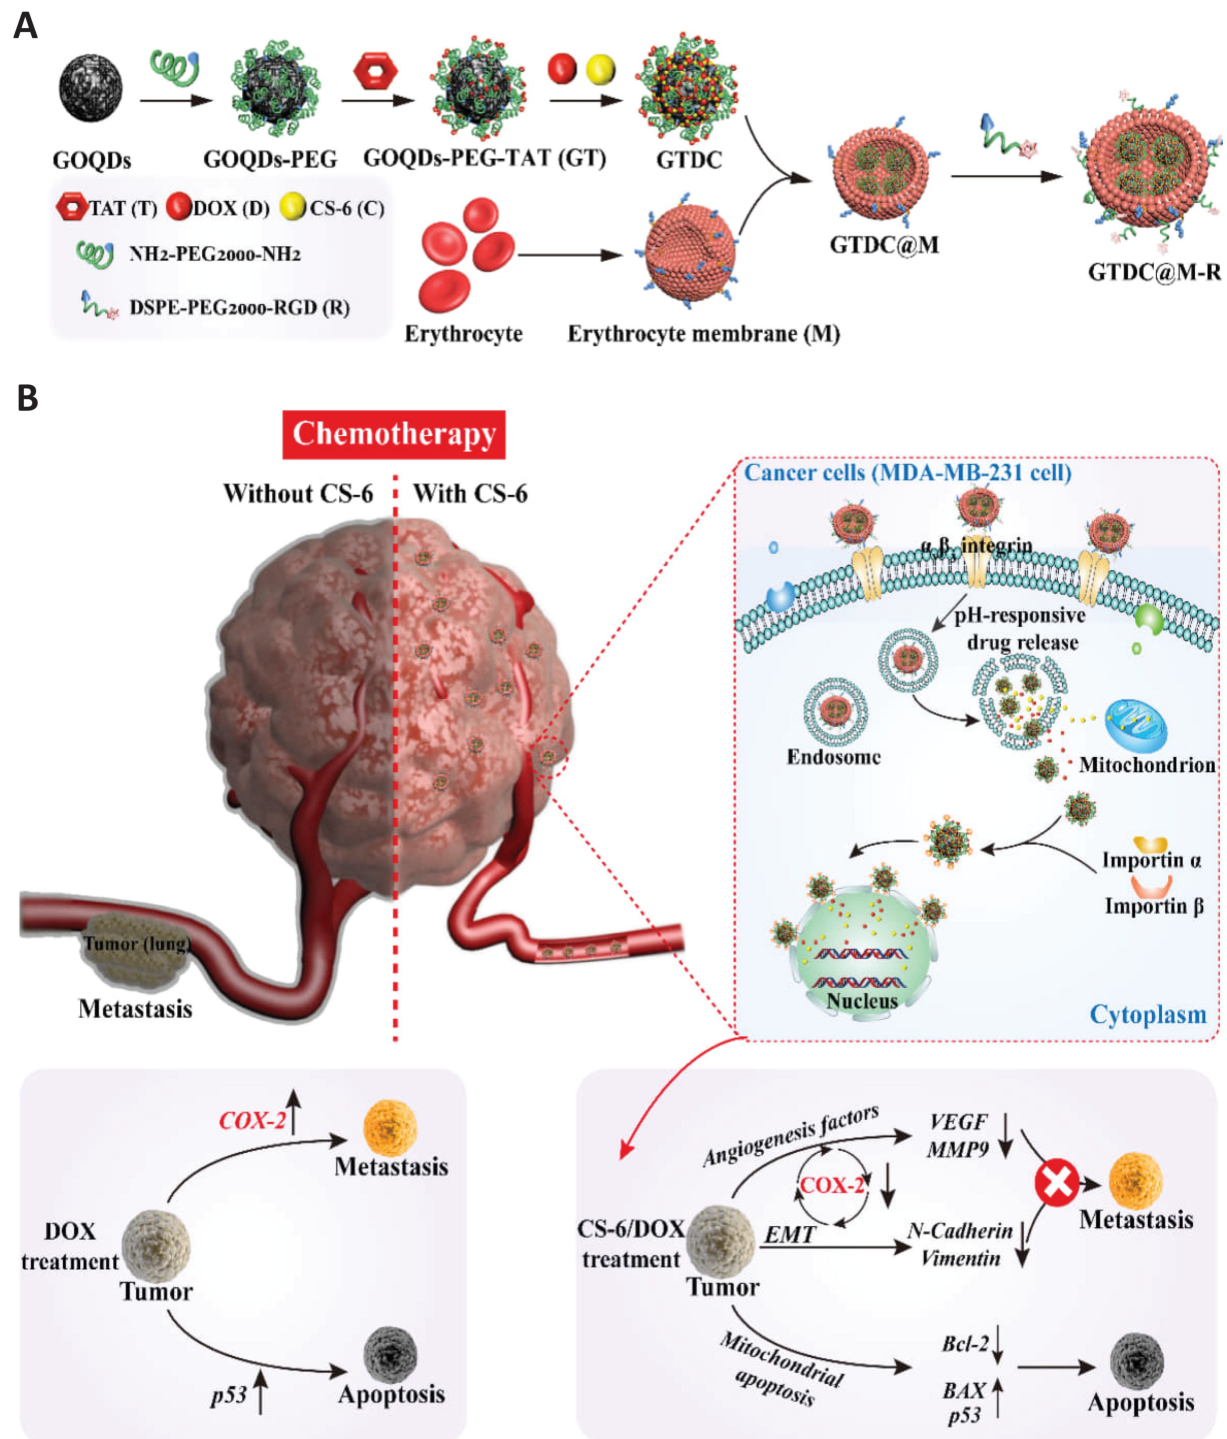 A
GOQDs
GOQDs-PEG
GOQDs-PEG-TAT (GT)
GTDC
TAT (T)
DOX (D)
CS-6 (C)
NH2-PEG2000-NH2
DSPE-PEG2000-RGD (R)
Erythrocyte
Erythrocyte membrane (M)
GTDC@M
GTDC@M-R
B
Chemotherapy
Without CS-6
With CS-6
Tumor (lung)
Metastasis
Cancer cells (MDA-MB-231 cell)
integrin
pH-responsive
drug release
Endosome
Mitochondrion
Importin α
Importin β
Nucleus
Cytoplasm
COX-2
Metastasis
DOX
treatment
Tumor
p53
Apoptosis
Angiogenesis factors
VEGF
MMP9
COX-2
CS-6/DOX
treatment
EMT
N-Cadherin
Vimentin
Metastasis
Tumor
Mitochondrial
apoptosis
Bcl-2
BAX
p53
Apoptosis